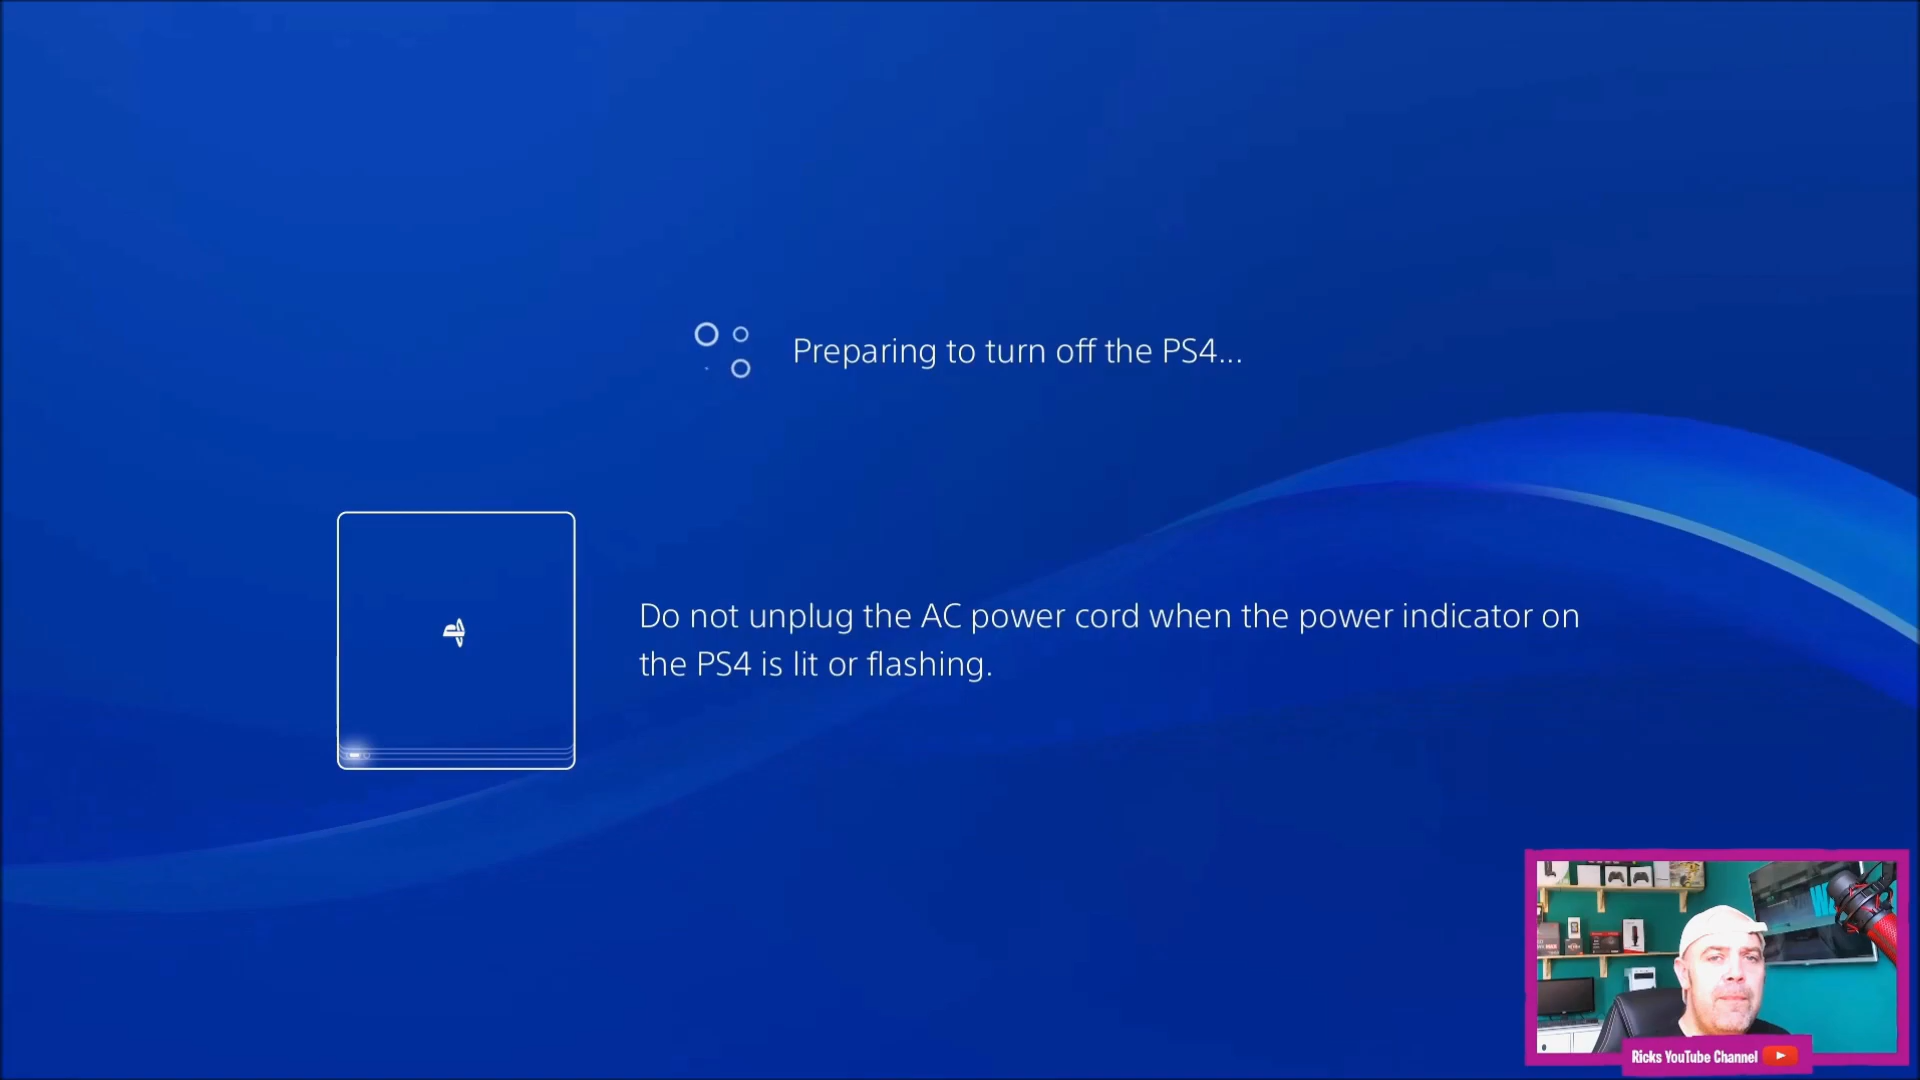 Preparing to turn off the PS4...
Do not unplug the AC power cord when the power indicator on
the PS4 is lit or flashing.
Ricks YouTube Channel